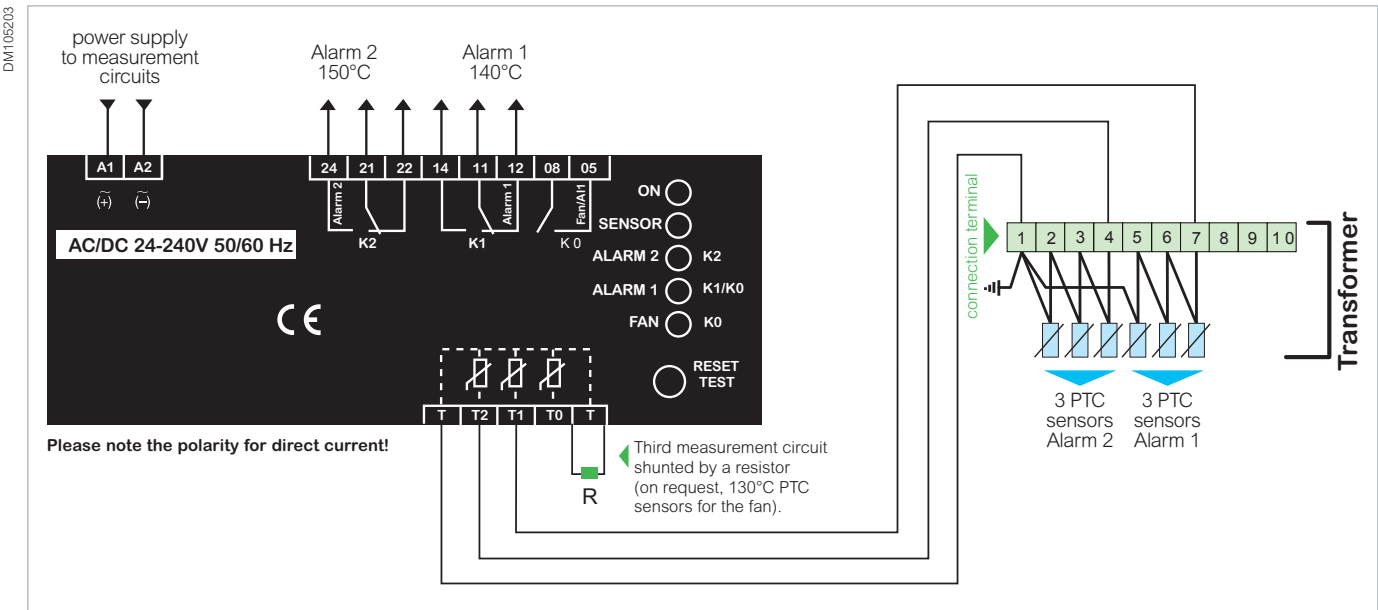 DM105203
power supply
to measurement
circuits
Alarm 2
150°C
Alarm 1
140°C
A1 A2
24 21 22 14 11 12 08 05
(+) (−)
Alarm 2
Alarm 1
Fan/Al1
K2
K1
K 0
AC/DC 24-240V 50/60 Hz
CE
ON
SENSOR
ALARM 2 K2
ALARM 1 K1/K0
FAN K0
RESET
TEST
T T2 T1 T0 T
Please note the polarity for direct current!
R
Third measurement circuit
shunted by a resistor
(on request, 130°C PTC
sensors for the fan).
connection terminal
1 2 3 4 5 6 7 8 9 10
3 PTC
sensors
Alarm 2
3 PTC
sensors
Alarm 1
Transformer